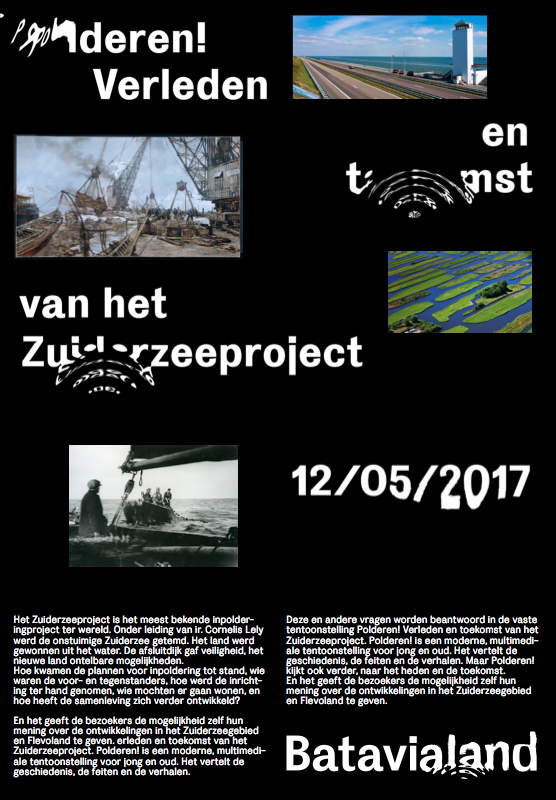 Polderen!
Verleden
en
toekomst
van het
Zuiderzeeproject
12/05/2017
Het Zuiderzeeproject is het meest bekende inpolder-
ingproject ter wereld. Onder leiding van ir. Cornelis Lely
werd de onstuimige Zuiderzee getemd. Het land werd
gewonnen uit het water. De afsluitdijk gaf veiligheid, het
nieuwe land ontelbare mogelijkheden.
Hoe kwamen de plannen voor inpoldering tot stand, wie
waren de voor- en tegenstanders, hoe werd de inricht-
ing ter hand genomen, wie mochten er gaan wonen, en
hoe heeft de samenleving zich verder ontwikkeld?
En het geeft de bezoekers de mogelijkheid zelf hun
mening over de ontwikkelingen in het Zuiderzeegebied
en Flevoland te geven. erleden en toekomst van het
Zuiderzeeproject. Polderen! is een moderne, multimedi-
ale tentoonstelling voor jong en oud. Het vertelt de
geschiedenis, de feiten en de verhalen.
Deze en andere vragen worden beantwoord in de vaste
tentoonstelling Polderen! Verleden en toekomst van het
Zuiderzeeproject. Polderen! is een moderne, multimedi-
ale tentoonstelling voor jong en oud. Het vertelt de
geschiedenis, de feiten en de verhalen. Maar Polderen!
kijkt ook verder, naar het heden en de toekomst.
En het geeft de bezoekers de mogelijkheid zelf hun
mening over de ontwikkelingen in het Zuiderzeegebied
en Flevoland te geven.
Batavialand